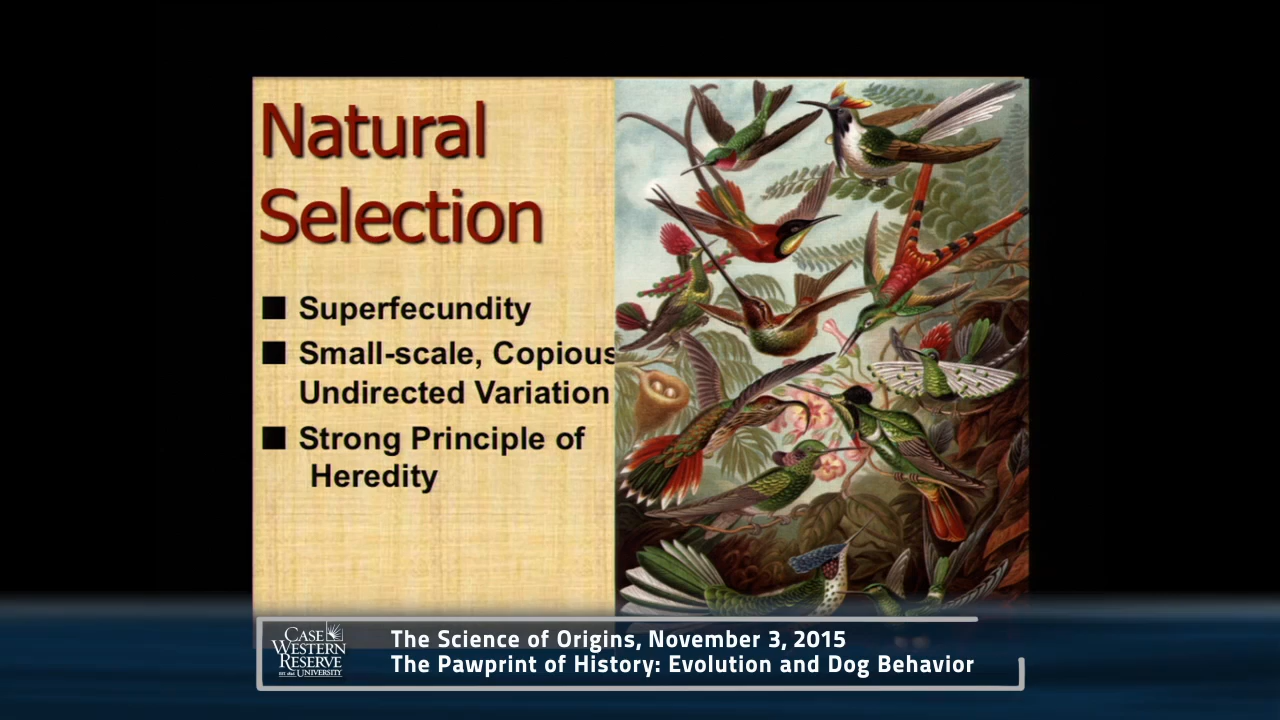 Natural
Selection
Superfecundity
Small-scale, Copious
Undirected Variation
Strong Principle of
Heredity
CASE
WESTERN
RESERVE
UNIVERSITY
The Science of Origins, November 3, 2015
The Pawprint of History: Evolution and Dog Behavior